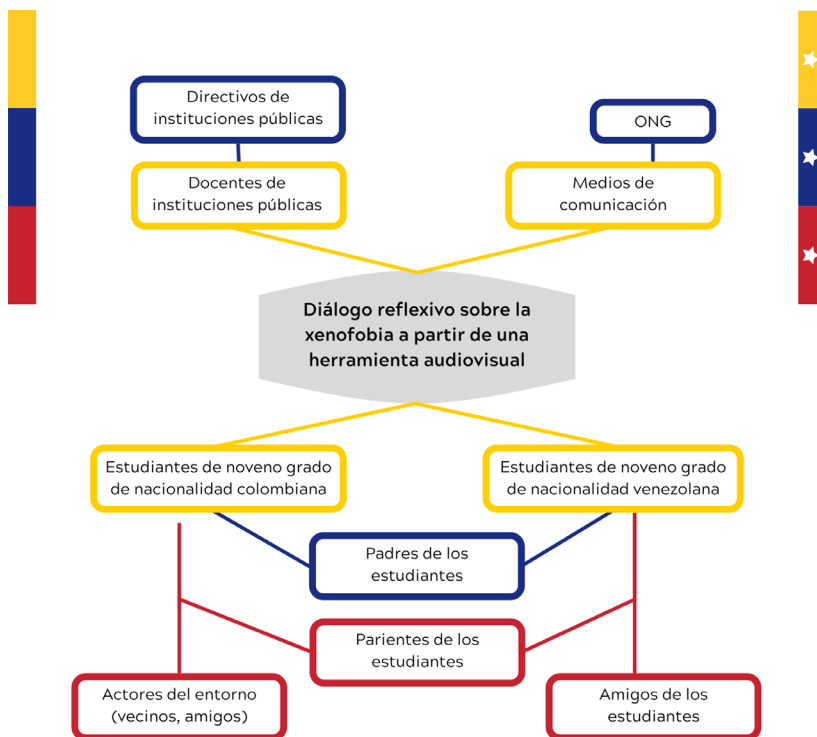 Directivos de
instituciones públicas
ONG
Docentes de
instituciones públicas
Medios de
comunicación
Diálogo reflexivo sobre la
xenofobia a partir de una
herramienta audiovisual
Estudiantes de noveno grado
de nacionalidad colombiana
Estudiantes de noveno grado
de nacionalidad venezolana
Padres de los
estudiantes
Parientes de los
estudiantes
Actores del entorno
(vecinos, amigos)
Amigos de los
estudiantes